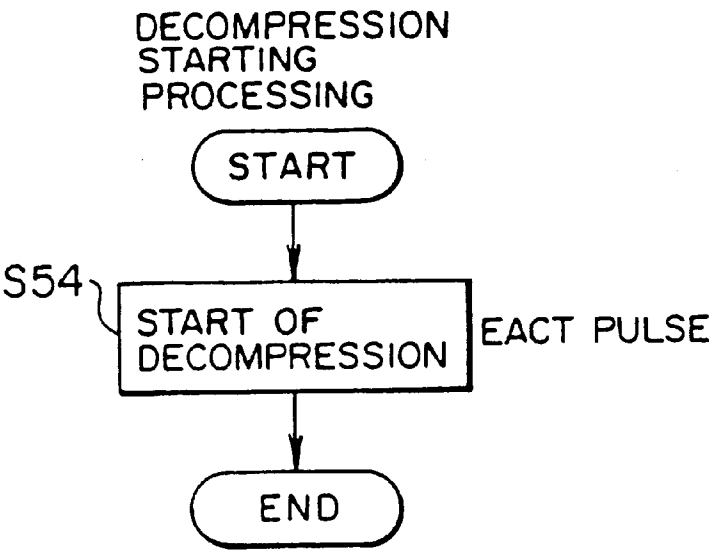 DECOMPRESSION
STARTING
PROCESSING
START
S54
START OF
DECOMPRESSION
EACT PULSE
END